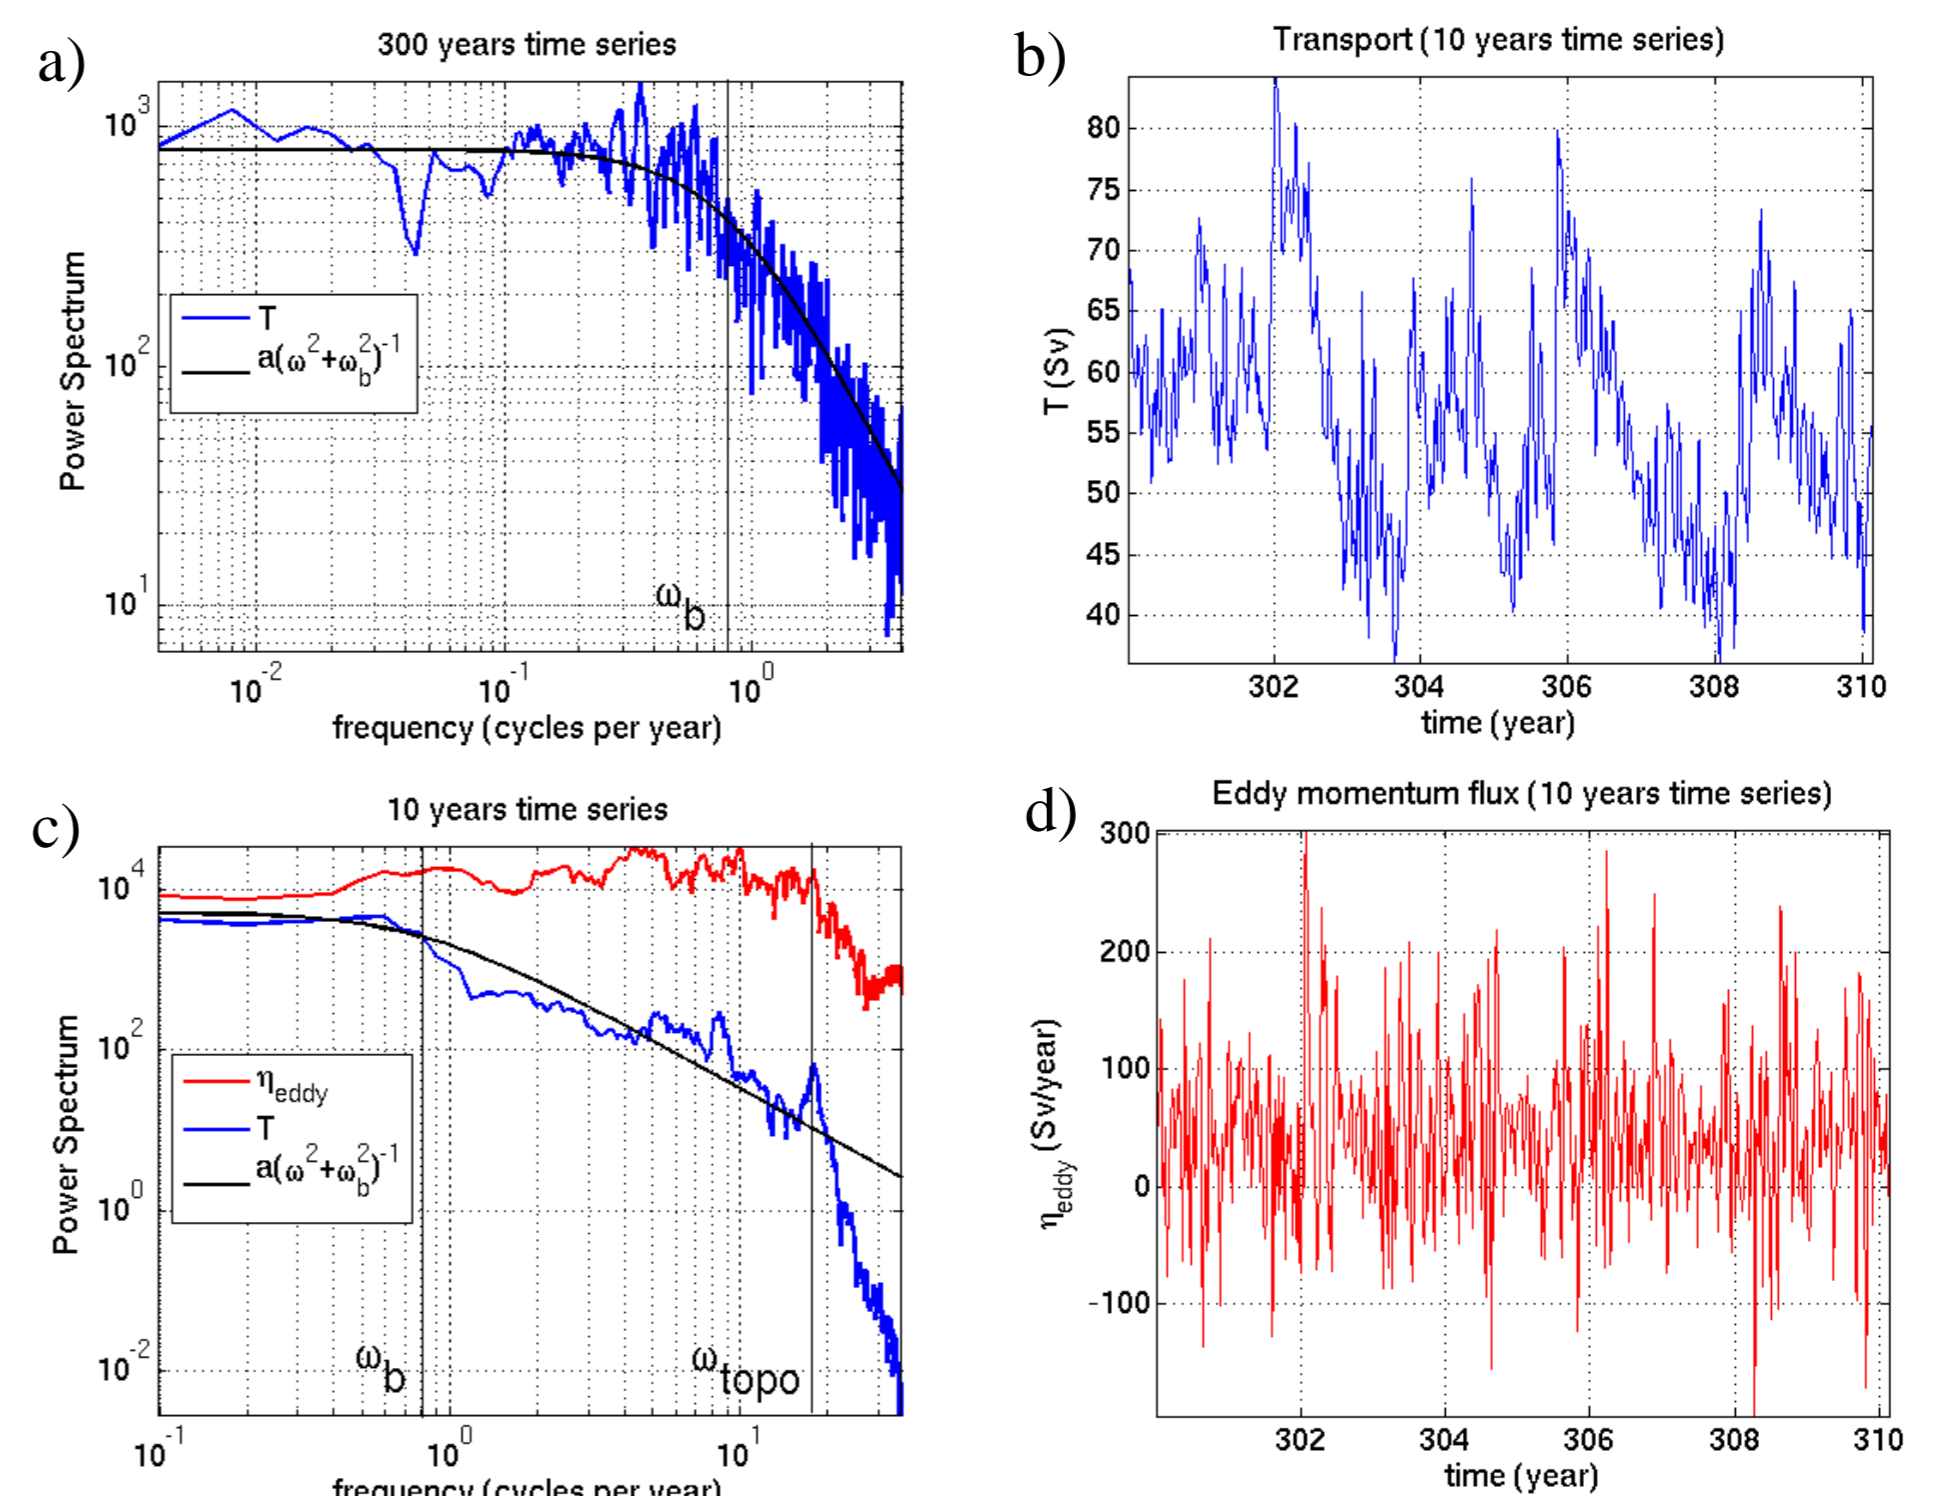 a)
300 years time series
10^3
10^2
10^1
Power Spectrum
T
a(ω^2+ω_b^2)^-1
ω_b
10^-2
10^-1
10^0
frequency (cycles per year)
b)
Transport (10 years time series)
80
75
70
65
60
55
50
45
40
T (Sv)
302
304
306
308
310
time (year)
c)
10 years time series
10^4
10^2
10^0
10^-2
Power Spectrum
η_eddy
T
a(ω^2+ω_b^2)^-1
ω_b
ω_topo
10^-1
10^0
10^1
frequency (cycles per year)
d)
Eddy momentum flux (10 years time series)
300
200
100
0
-100
η_eddy (Sv/year)
302
304
306
308
310
time (year)